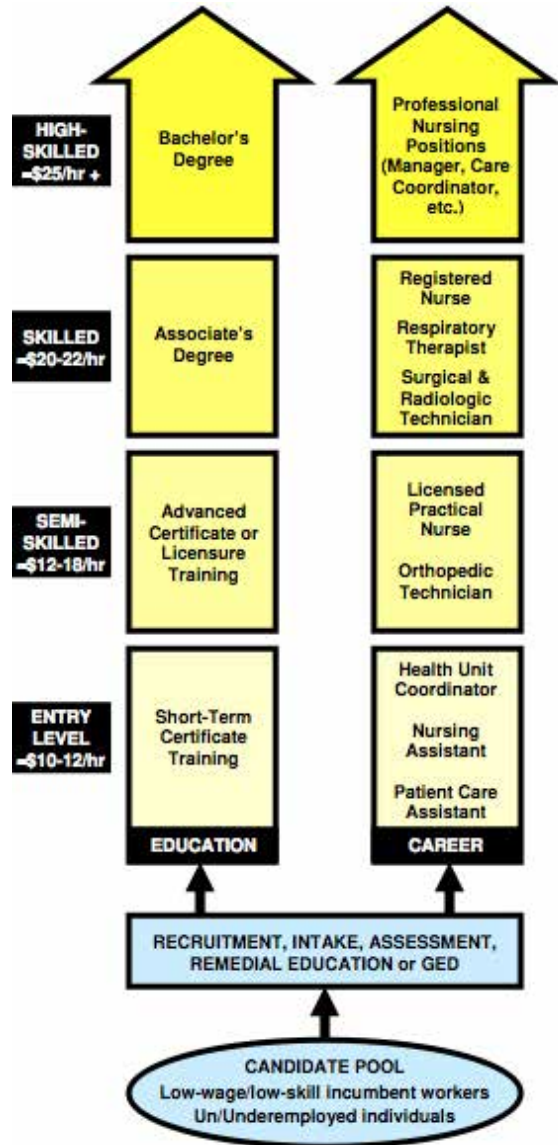 HIGH-
SKILLED
=$25/hr +
Bachelor's
Degree
Professional
Nursing
Positions
(Manager, Care
Coordinator,
etc.)
SKILLED
=$20-22/hr
Associate's
Degree
Registered
Nurse
Respiratory
Therapist
Surgical &
Radiologic
Technician
SEMI-
SKILLED
=$12-18/hr
Advanced
Certificate or
Licensure
Training
Licensed
Practical
Nurse
Orthopedic
Technician
ENTRY
LEVEL
=$10-12/hr
Short-Term
Certificate
Training
Health Unit
Coordinator
Nursing
Assistant
Patient Care
Assistant
EDUCATION
CAREER
RECRUITMENT, INTAKE, ASSESSMENT,
REMEDIAL EDUCATION or GED
CANDIDATE POOL
Low-wage/low-skill incumbent workers
Un/Underemployed individuals